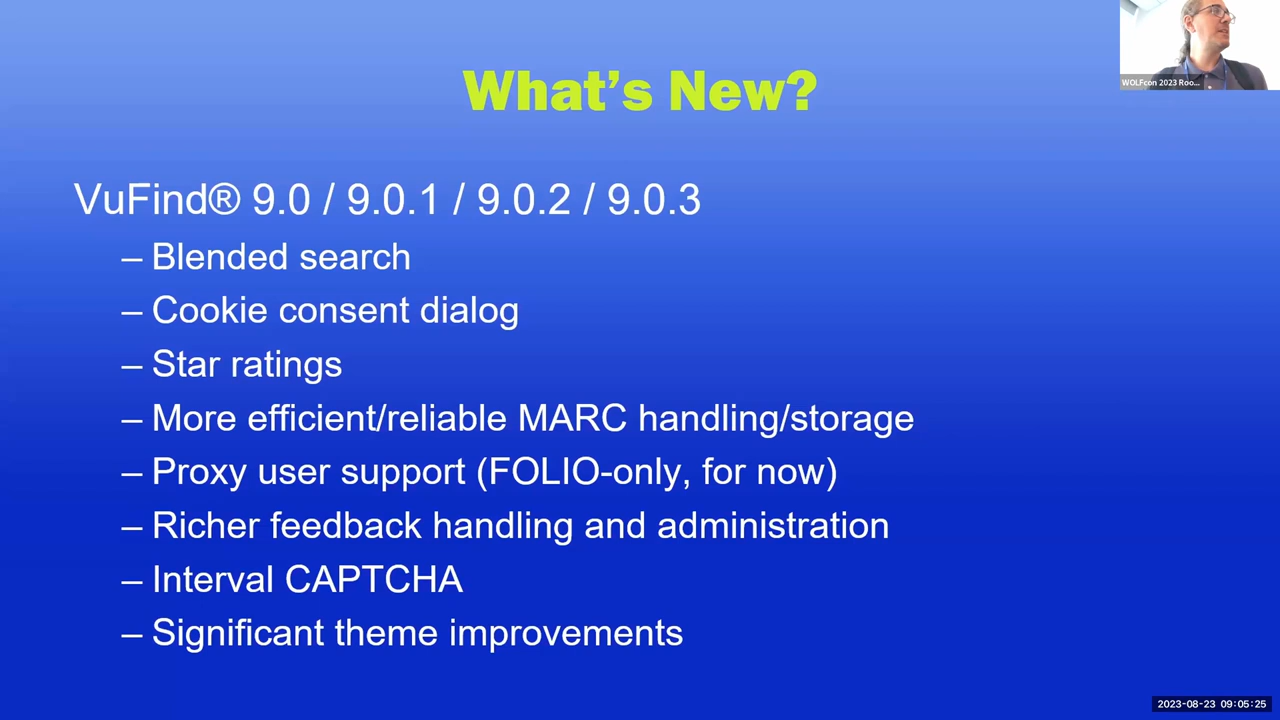 What's New?
WOLFcon 2023 Roo...
VuFind® 9.0 / 9.0.1 / 9.0.2 / 9.0.3
– Blended search
– Cookie consent dialog
– Star ratings
– More efficient/reliable MARC handling/storage
– Proxy user support (FOLIO-only, for now)
– Richer feedback handling and administration
– Interval CAPTCHA
– Significant theme improvements
2023-08-23 09:05:25